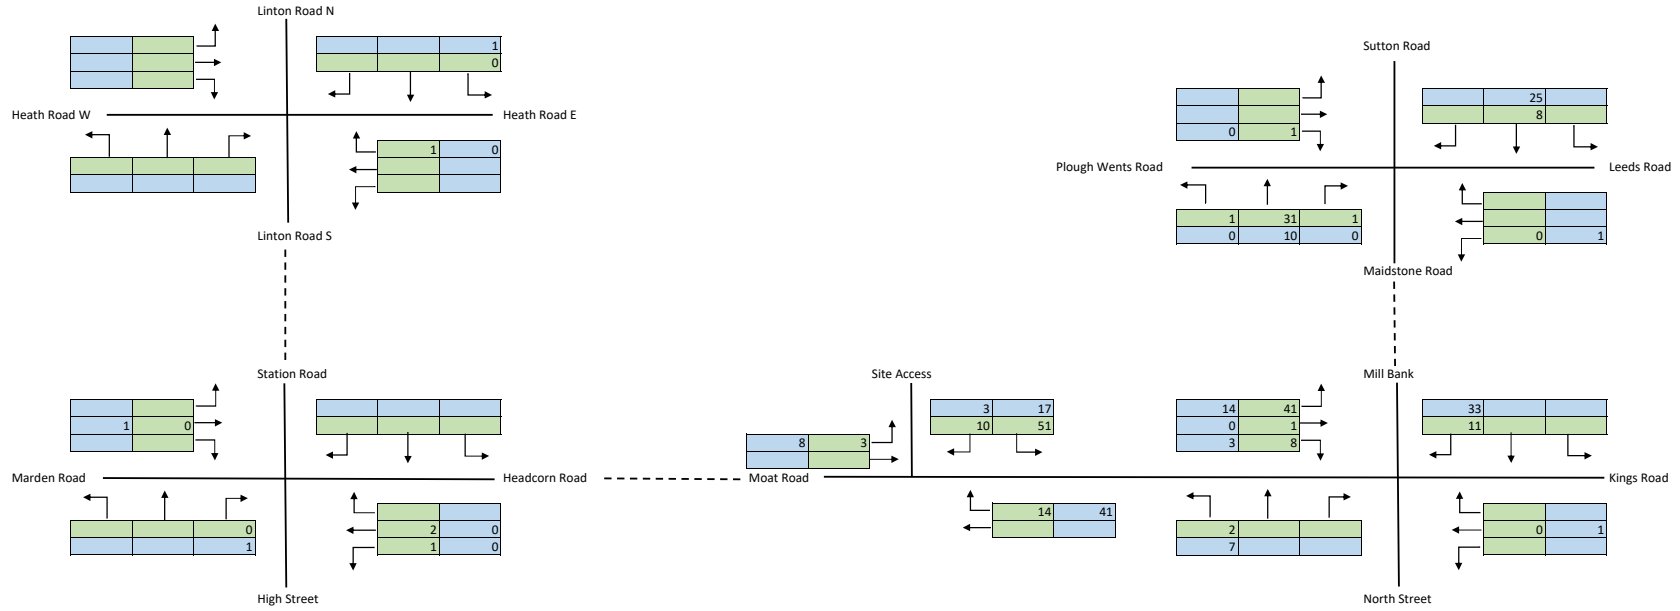 Linton Road N
1
0
Heath Road W
Heath Road E
1 0
Linton Road S
Sutton Road
25
8
0 1
Plough Wents Road
Leeds Road
1 31 1
0 10 0
0 1
Maidstone Road
Station Road
1 0
Marden Road
Headcorn Road
0
1
2 0
1 0
High Street
Site Access
3 17
10 51
8 3
Moat Road
14 41
Mill Bank
14 41
0 1
3 8
33
11
Kings Road
2
7
0 1
North Street